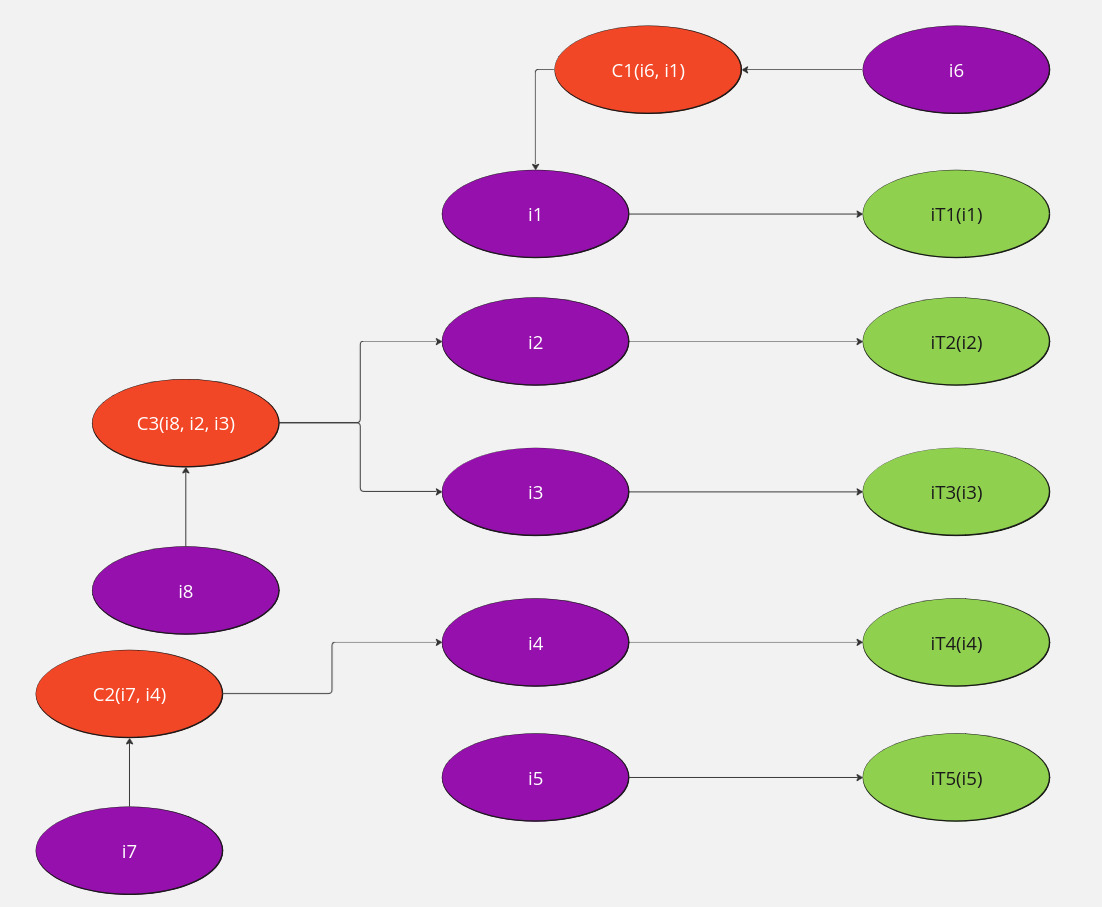 C1(i6, i1)
i6
i1
iT1(i1)
i2
iT2(i2)
C3(i8, i2, i3)
i3
iT3(i3)
i8
i4
iT4(i4)
C2(i7, i4)
i5
iT5(i5)
i7